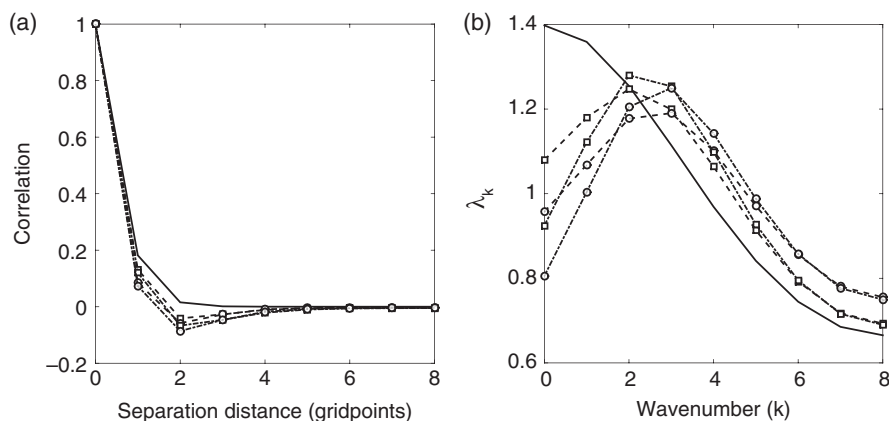 (a)
1
0.8
0.6
0.4
0.2
0
−0.2
Correlation
0 2 4 6 8
Separation distance (gridpoints)
(b)
1.4
1.2
1
0.8
0.6
λk
0 2 4 6 8
Wavenumber (k)